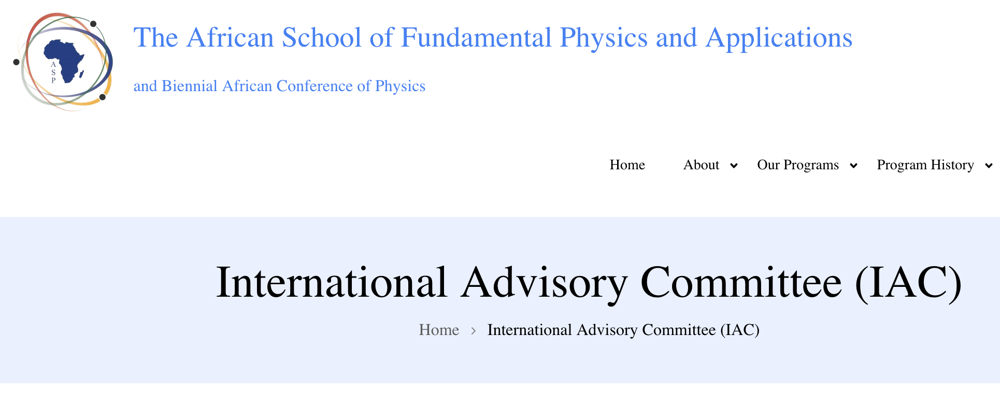 The African School of Fundamental Physics and Applications
and Biennial African Conference of Physics
A
S
P
Home About Our Programs Program History
International Advisory Committee (IAC)
Home > International Advisory Committee (IAC)